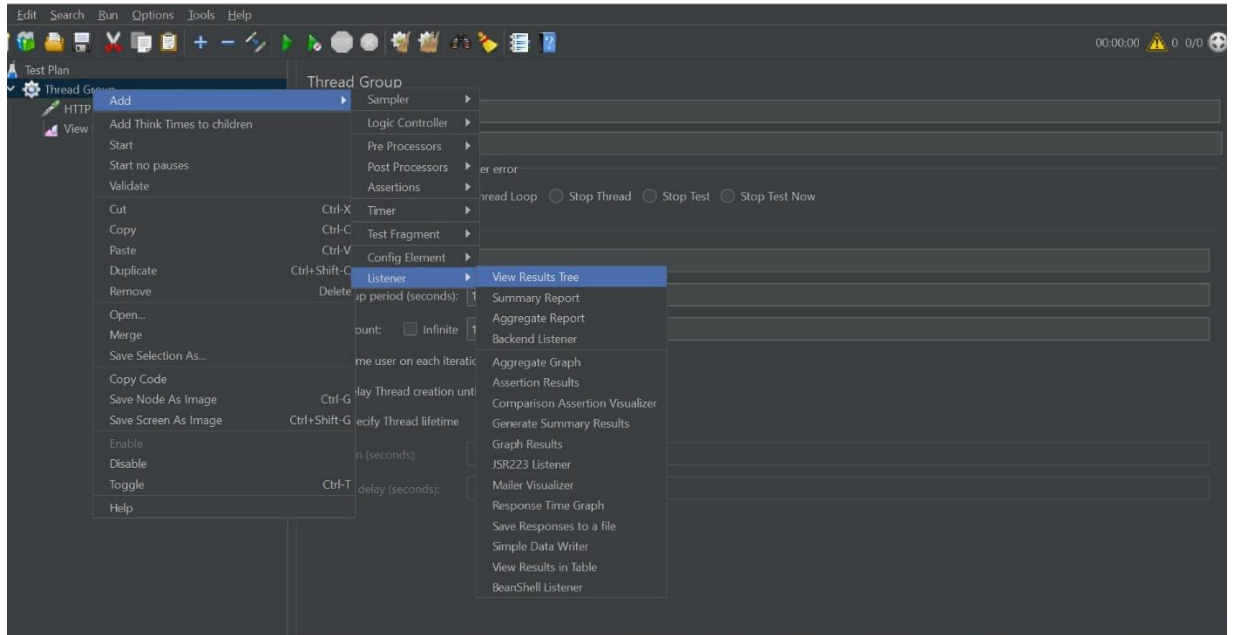 Edit Search Run Options Tools Help
00:00:00 0 0/0
Test Plan
Thread Group
HTTP
View
Thread Group
Add
Add Think Times to children
Start
Start no pauses
Validate
Cut Ctrl-X
Copy Ctrl-C
Paste Ctrl-V
Duplicate Ctrl+Shift-C
Remove Delete
Open...
Merge
Save Selection As...
Copy Code
Save Node As Image Ctrl-G
Save Screen As Image Ctrl+Shift-G
Enable
Disable
Toggle Ctrl-T
Help
Sampler
Logic Controller
Pre Processors
Post Processors
Assertions
Timer
Test Fragment
Config Element
Listener
View Results Tree
Summary Report
Aggregate Report
Backend Listener
Aggregate Graph
Assertion Results
Comparison Assertion Visualizer
Generate Summary Results
Graph Results
JSR223 Listener
Mailer Visualizer
Response Time Graph
Save Responses to a file
Simple Data Writer
View Results in Table
BeanShell Listener
er error
hread Loop Stop Thread Stop Test Stop Test Now
up period (seconds): 1
ount: Infinite 1
me user on each iteratio
lay Thread creation unti
ecify Thread lifetime
n (seconds):
delay (seconds):